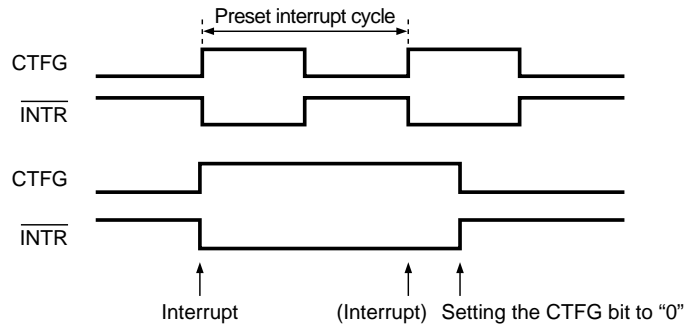 Preset interrupt cycle
CTFG
INTR
CTFG
INTR
Interrupt (Interrupt) Setting the CTFG bit to “0”